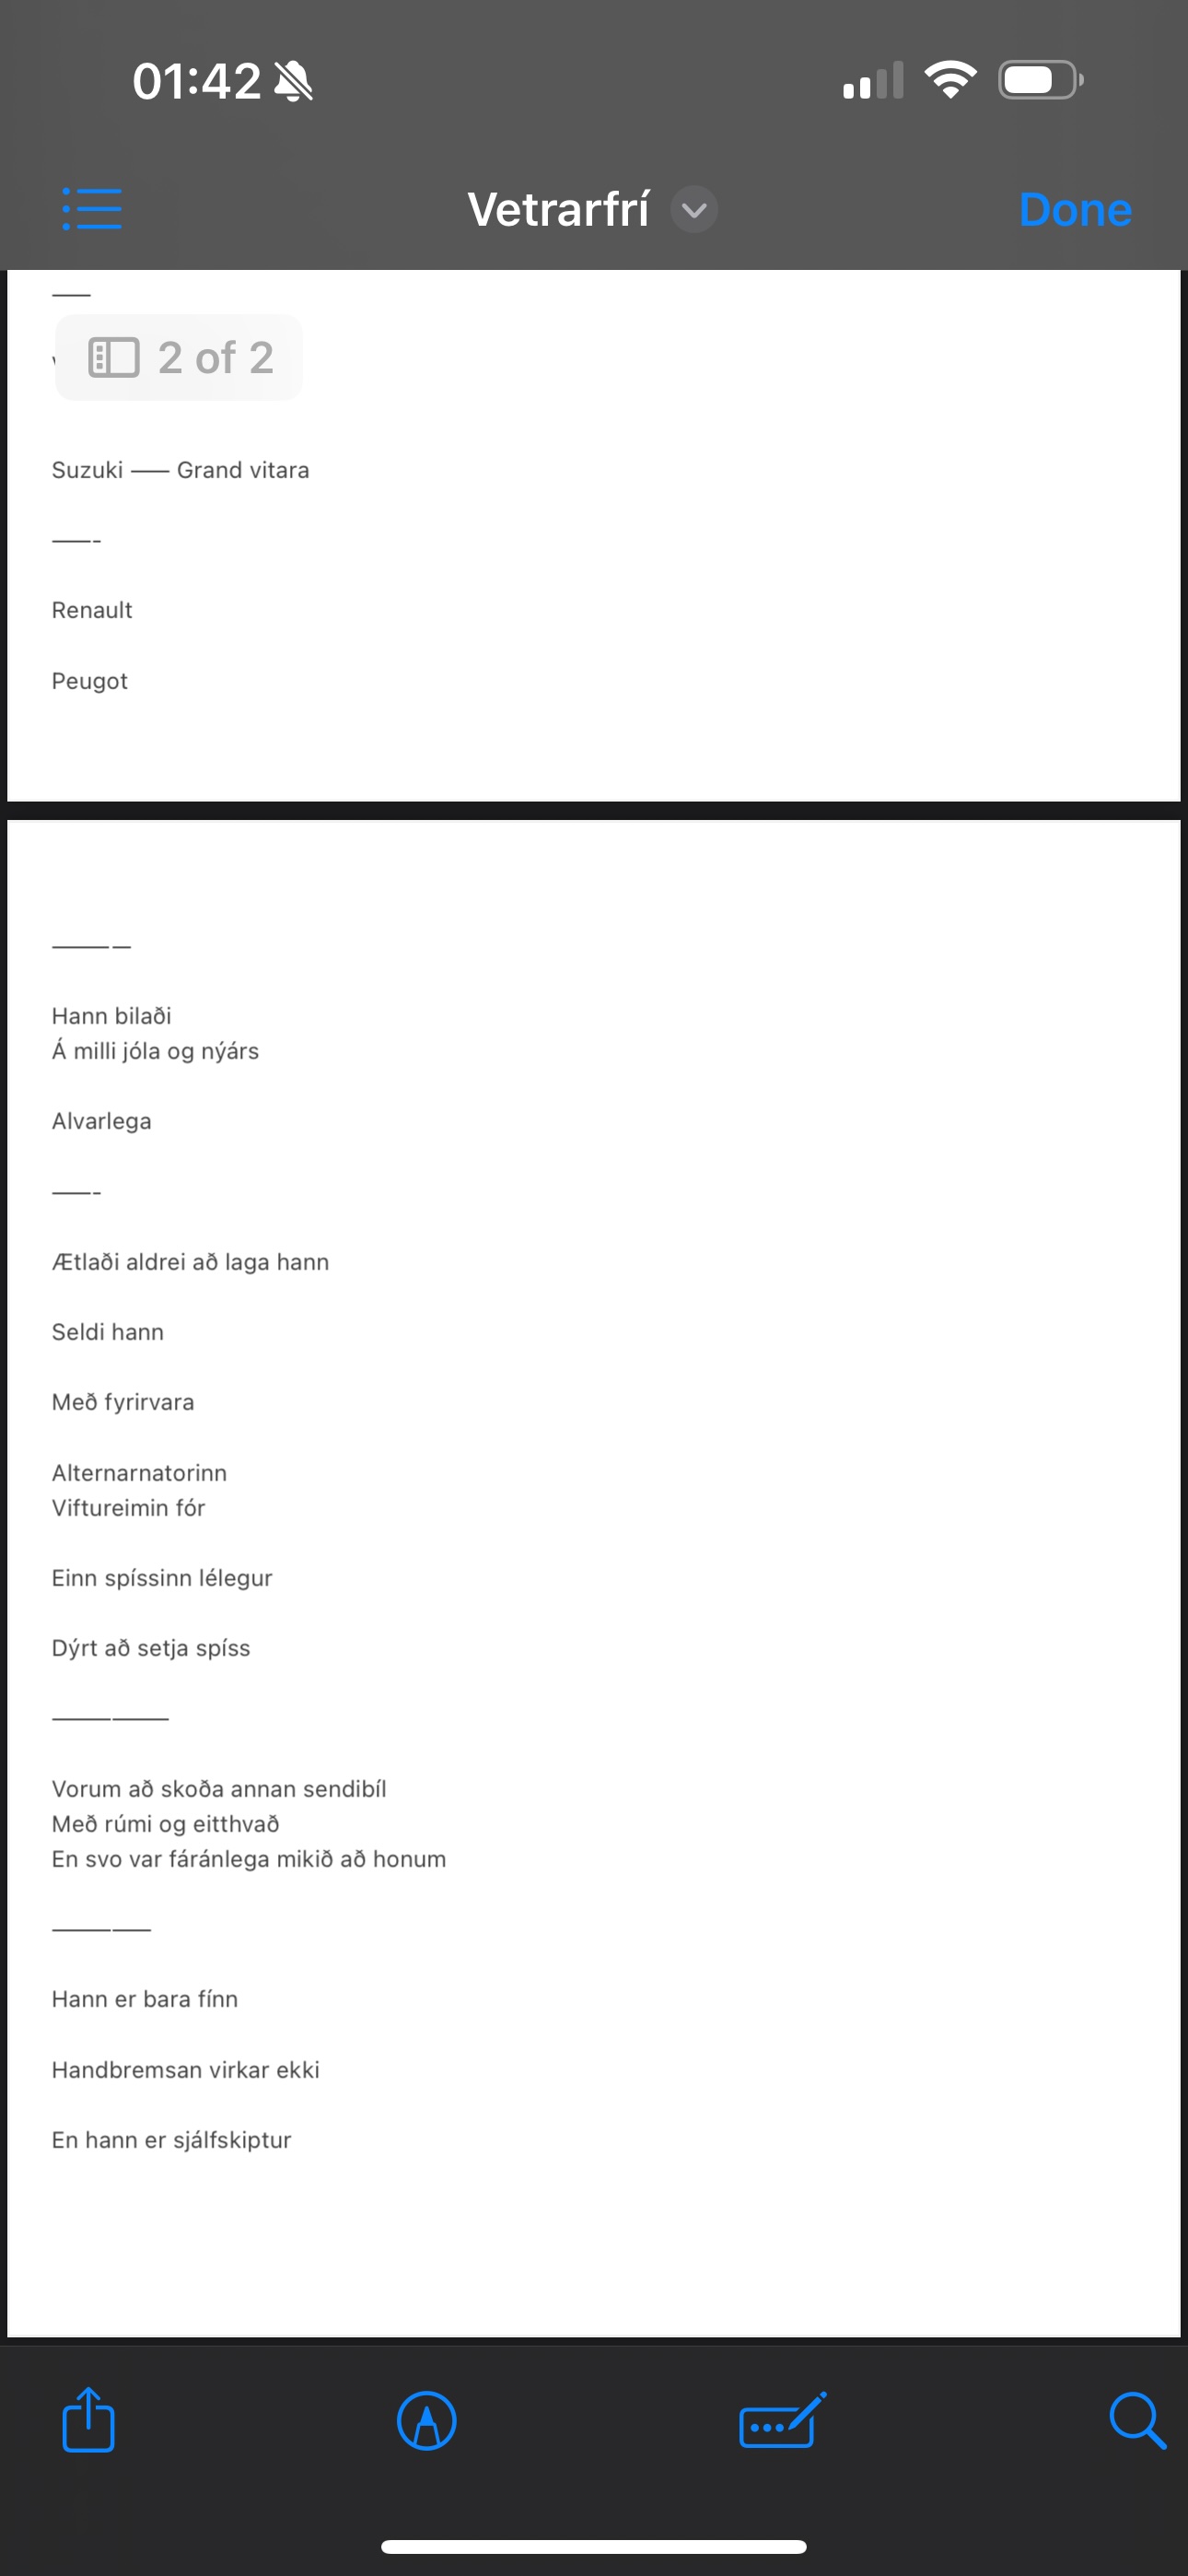 01:42
Vetrarfrí
Done
——
2 of 2
Suzuki —— Grand vitara
——-
Renault
Peugot
———–
Hann bilaði
Á milli jóla og nýárs
Alvarlega
——-
Ætlaði aldrei að laga hann
Seldi hann
Með fyrirvara
Alternarnatorinn
Viftureimin fór
Einn spíssinn lélegur
Dýrt að setja spíss
——————
Vorum að skoða annan sendibíl
Með rúmi og eitthvað
En svo var fáránlega mikið að honum
—————
Hann er bara fínn
Handbremsan virkar ekki
En hann er sjálfskiptur